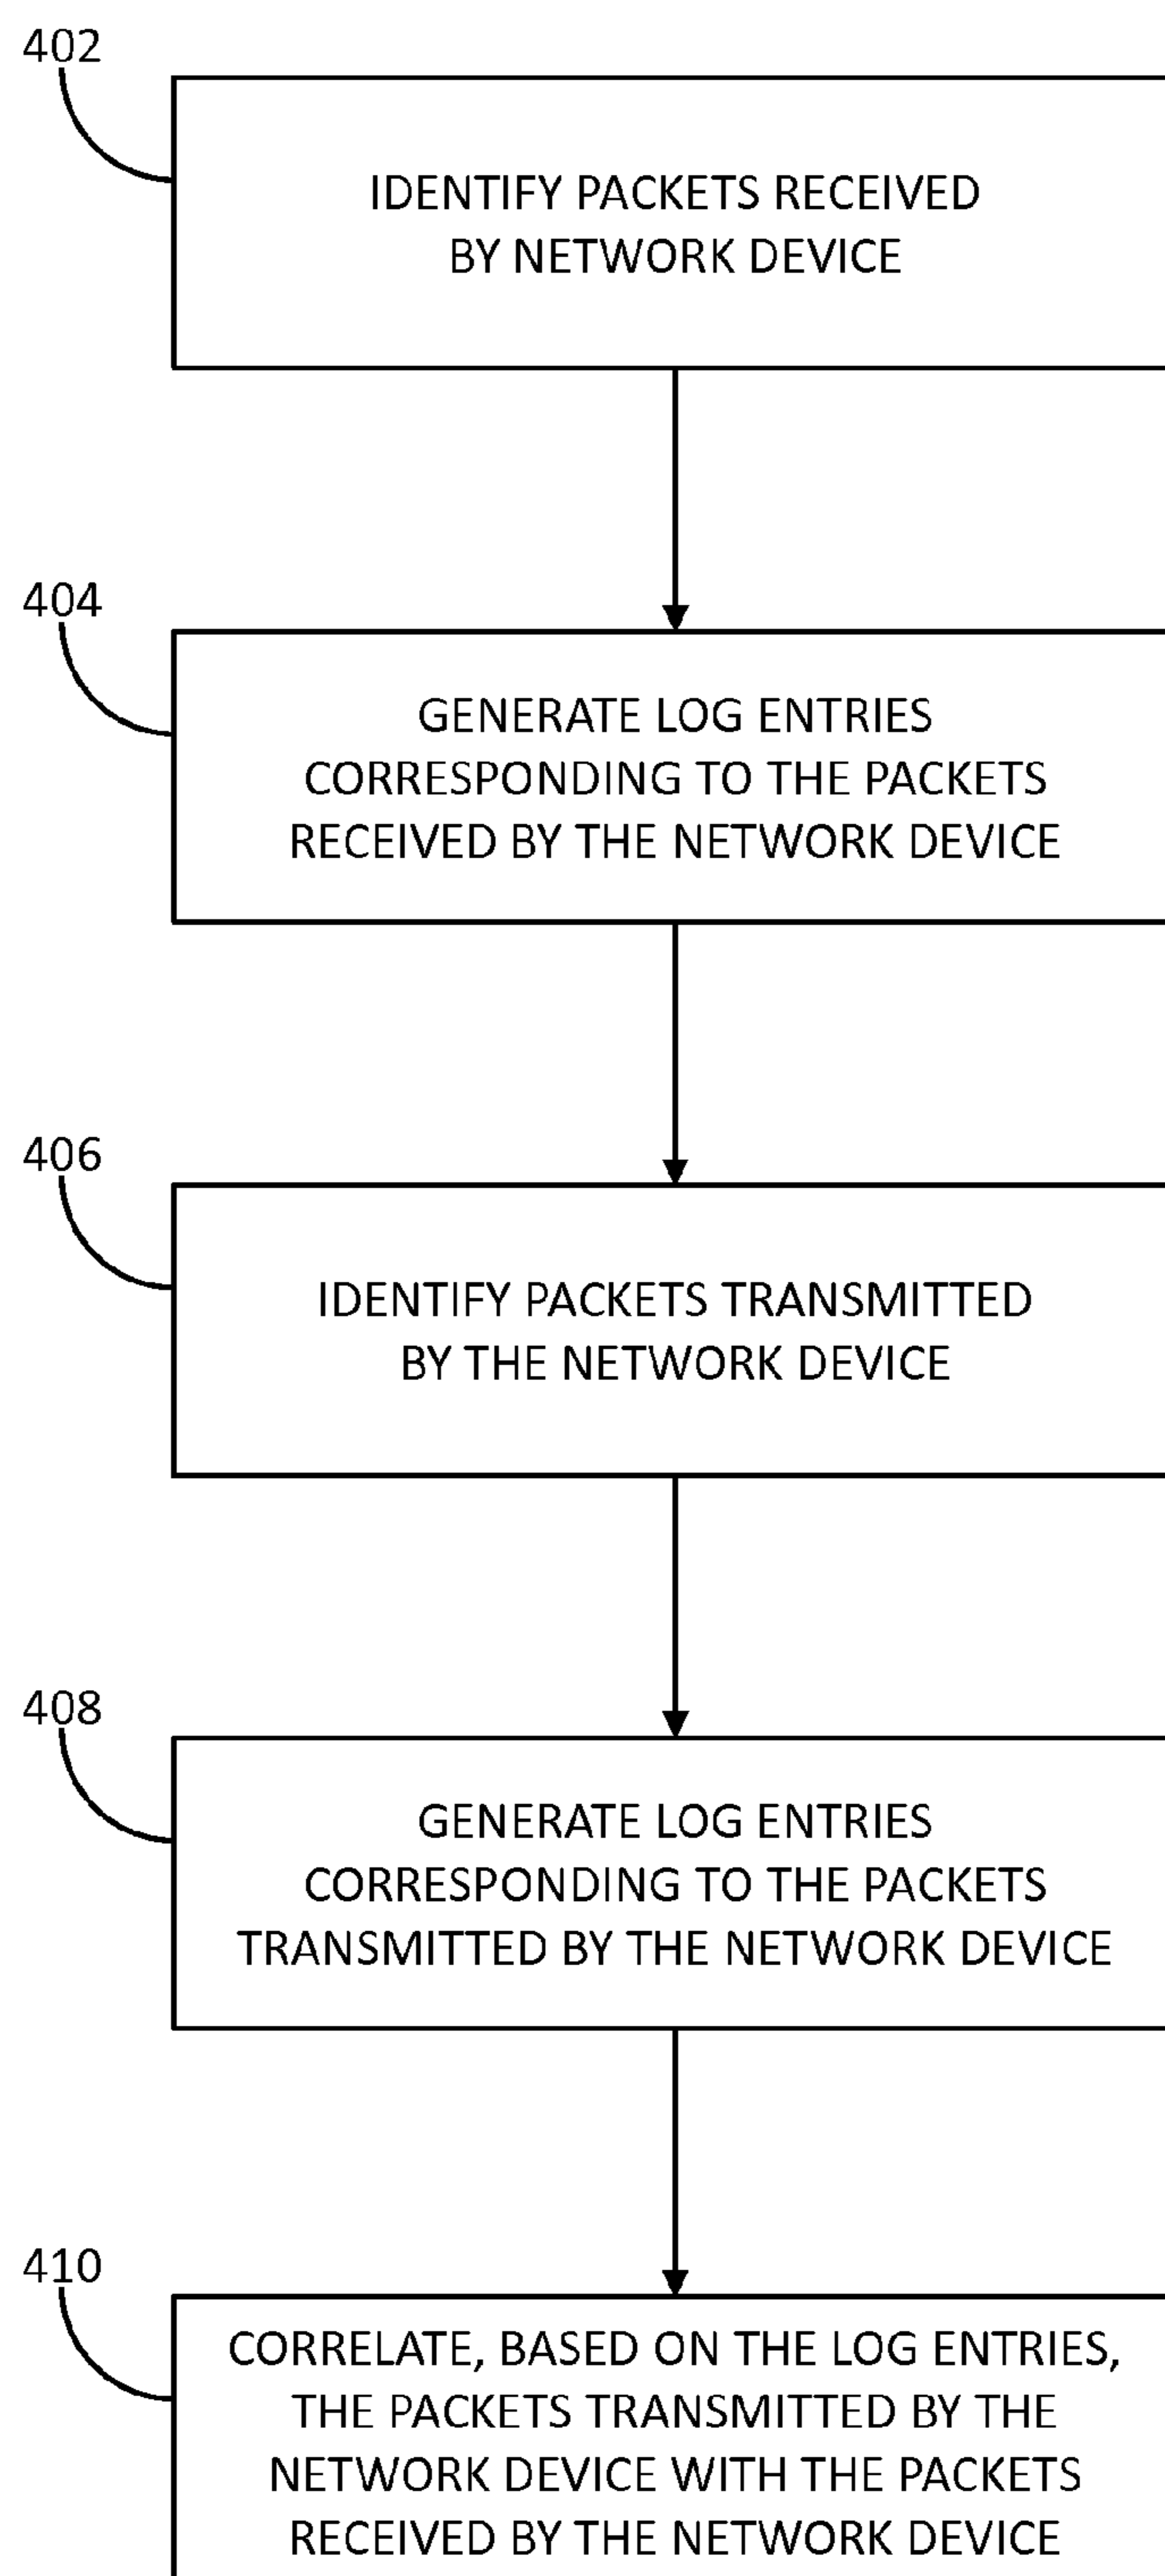 402
IDENTIFY PACKETS RECEIVED
BY NETWORK DEVICE
404
GENERATE LOG ENTRIES
CORRESPONDING TO THE PACKETS
RECEIVED BY THE NETWORK DEVICE
406
IDENTIFY PACKETS TRANSMITTED
BY THE NETWORK DEVICE
408
GENERATE LOG ENTRIES
CORRESPONDING TO THE PACKETS
TRANSMITTED BY THE NETWORK DEVICE
410
CORRELATE, BASED ON THE LOG ENTRIES,
THE PACKETS TRANSMITTED BY THE
NETWORK DEVICE WITH THE PACKETS
RECEIVED BY THE NETWORK DEVICE